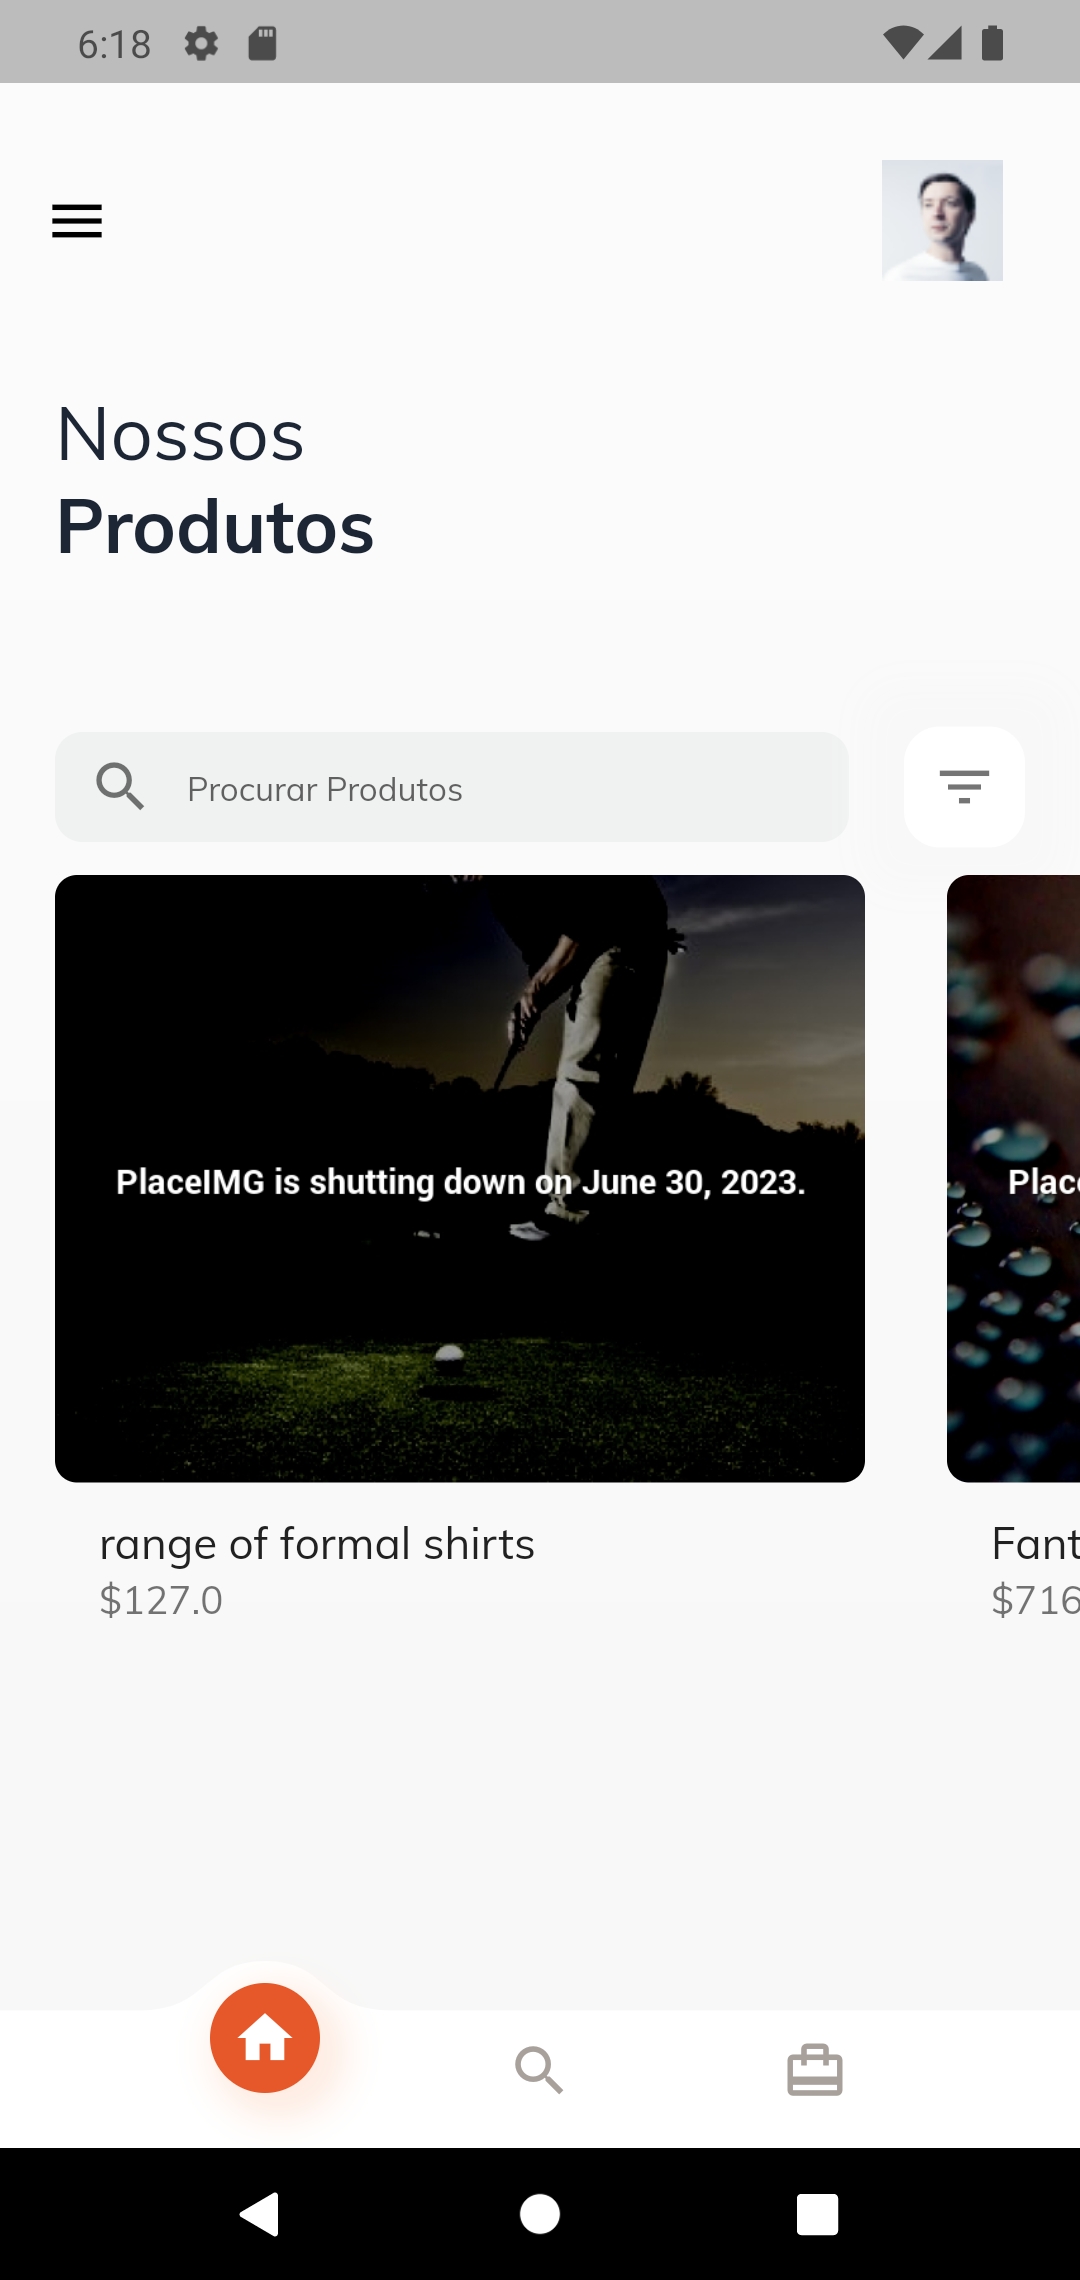 6:18
Nossos
Produtos
Procurar Produtos
PlaceIMG is shutting down on June 30, 2023.
Plac
range of formal shirts
$127.0
Fant
$716